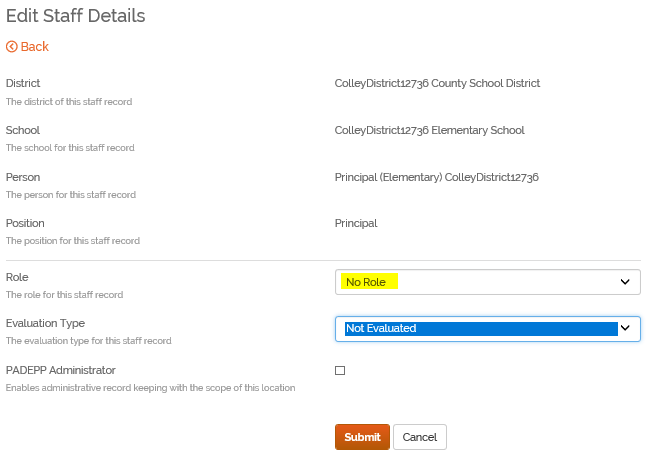 Edit Staff Details
Back
District
ColleyDistrict12736 County School District
The district of this staff record
School
ColleyDistrict12736 Elementary School
The school for this staff record
Person
Principal (Elementary) ColleyDistrict12736
The person for this staff record
Position
Principal
The position for this staff record
Role
No Role
The role for this staff record
Evaluation Type
Not Evaluated
The evaluation type for this staff record
PADEPP Administrator
Enables administrative record keeping with the scope of this location
Submit
Cancel